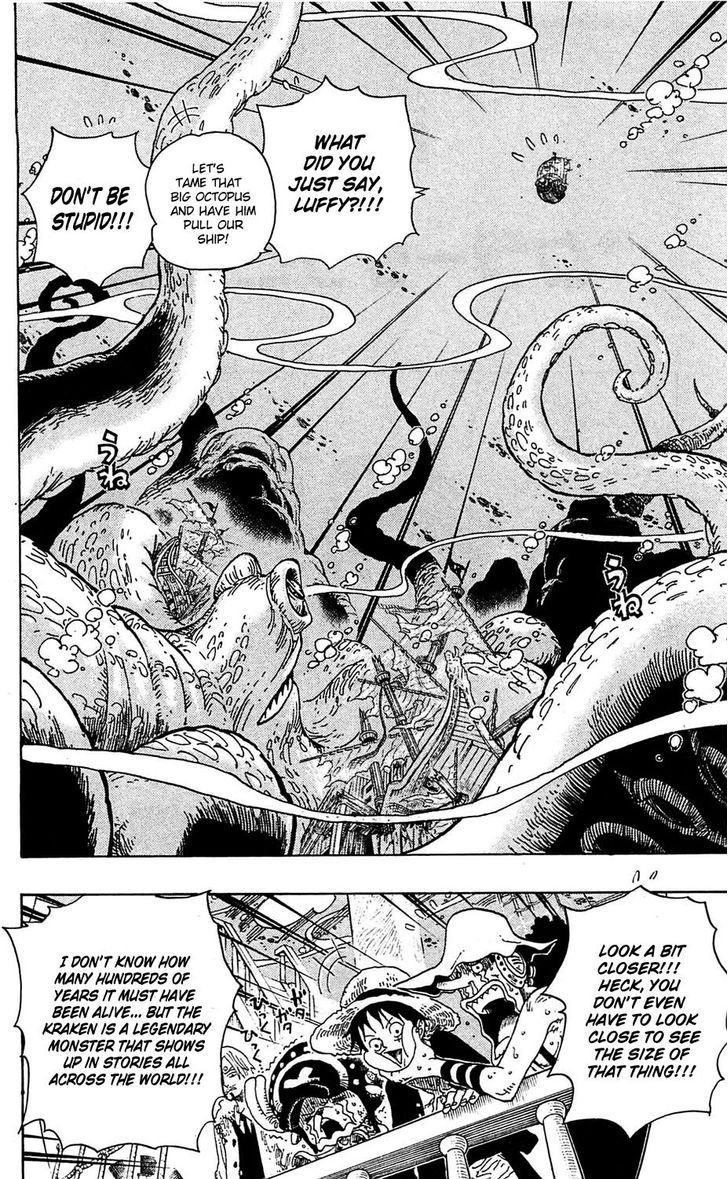 WHAT
DID YOU
JUST SAY,
LUFFY?!!!
LET'S
TAME THAT
BIG OCTOPUS
AND HAVE HIM
PULL OUR
SHIP!
DON'T BE
STUPID!!!
うね
うね
LOOK A BIT
CLOSER!!!
HECK, YOU
DON'T EVEN
HAVE TO LOOK
CLOSE TO SEE
THE SIZE OF
THAT THING!!!
I DON'T KNOW HOW
MANY HUNDREDS OF
YEARS IT MUST HAVE
BEEN ALIVE... BUT THE
KRAKEN IS A LEGENDARY
MONSTER THAT SHOWS
UP IN STORIES ALL
ACROSS THE WORLD!!!